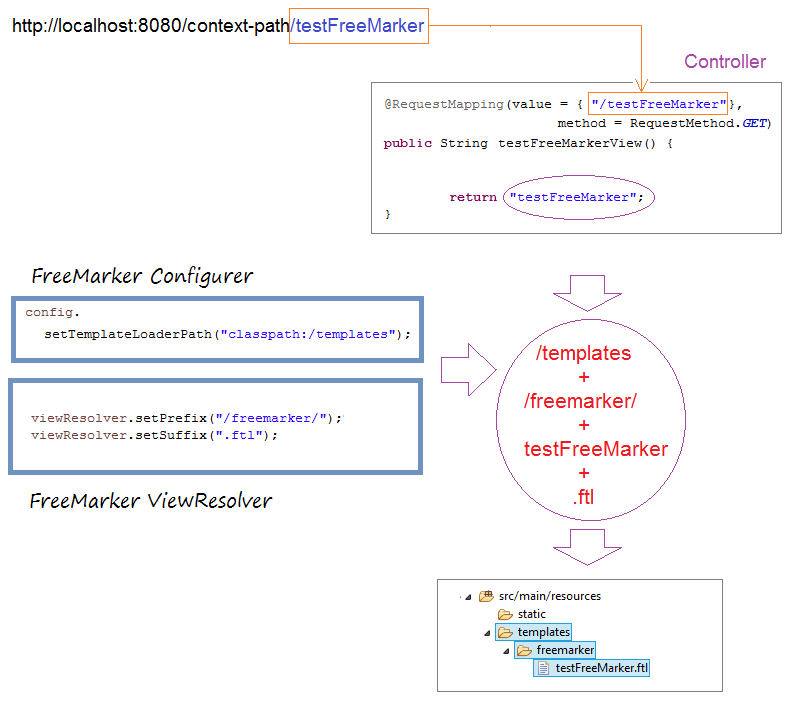 http://localhost:8080/context-path/testFreeMarker
Controller
@RequestMapping(value = { "/testFreeMarker"},
method = RequestMethod.GET)
public String testFreeMarkerView() {
return "testFreeMarker";
}
FreeMarker Configurer
config.
setTemplateLoaderPath("classpath:/templates");
viewResolver.setPrefix("/freemarker/");
viewResolver.setSuffix(".ftl");
FreeMarker ViewResolver
/templates
+
/freemarker/
+
testFreeMarker
+
.ftl
src/main/resources
static
templates
freemarker
testFreeMarker.ftl